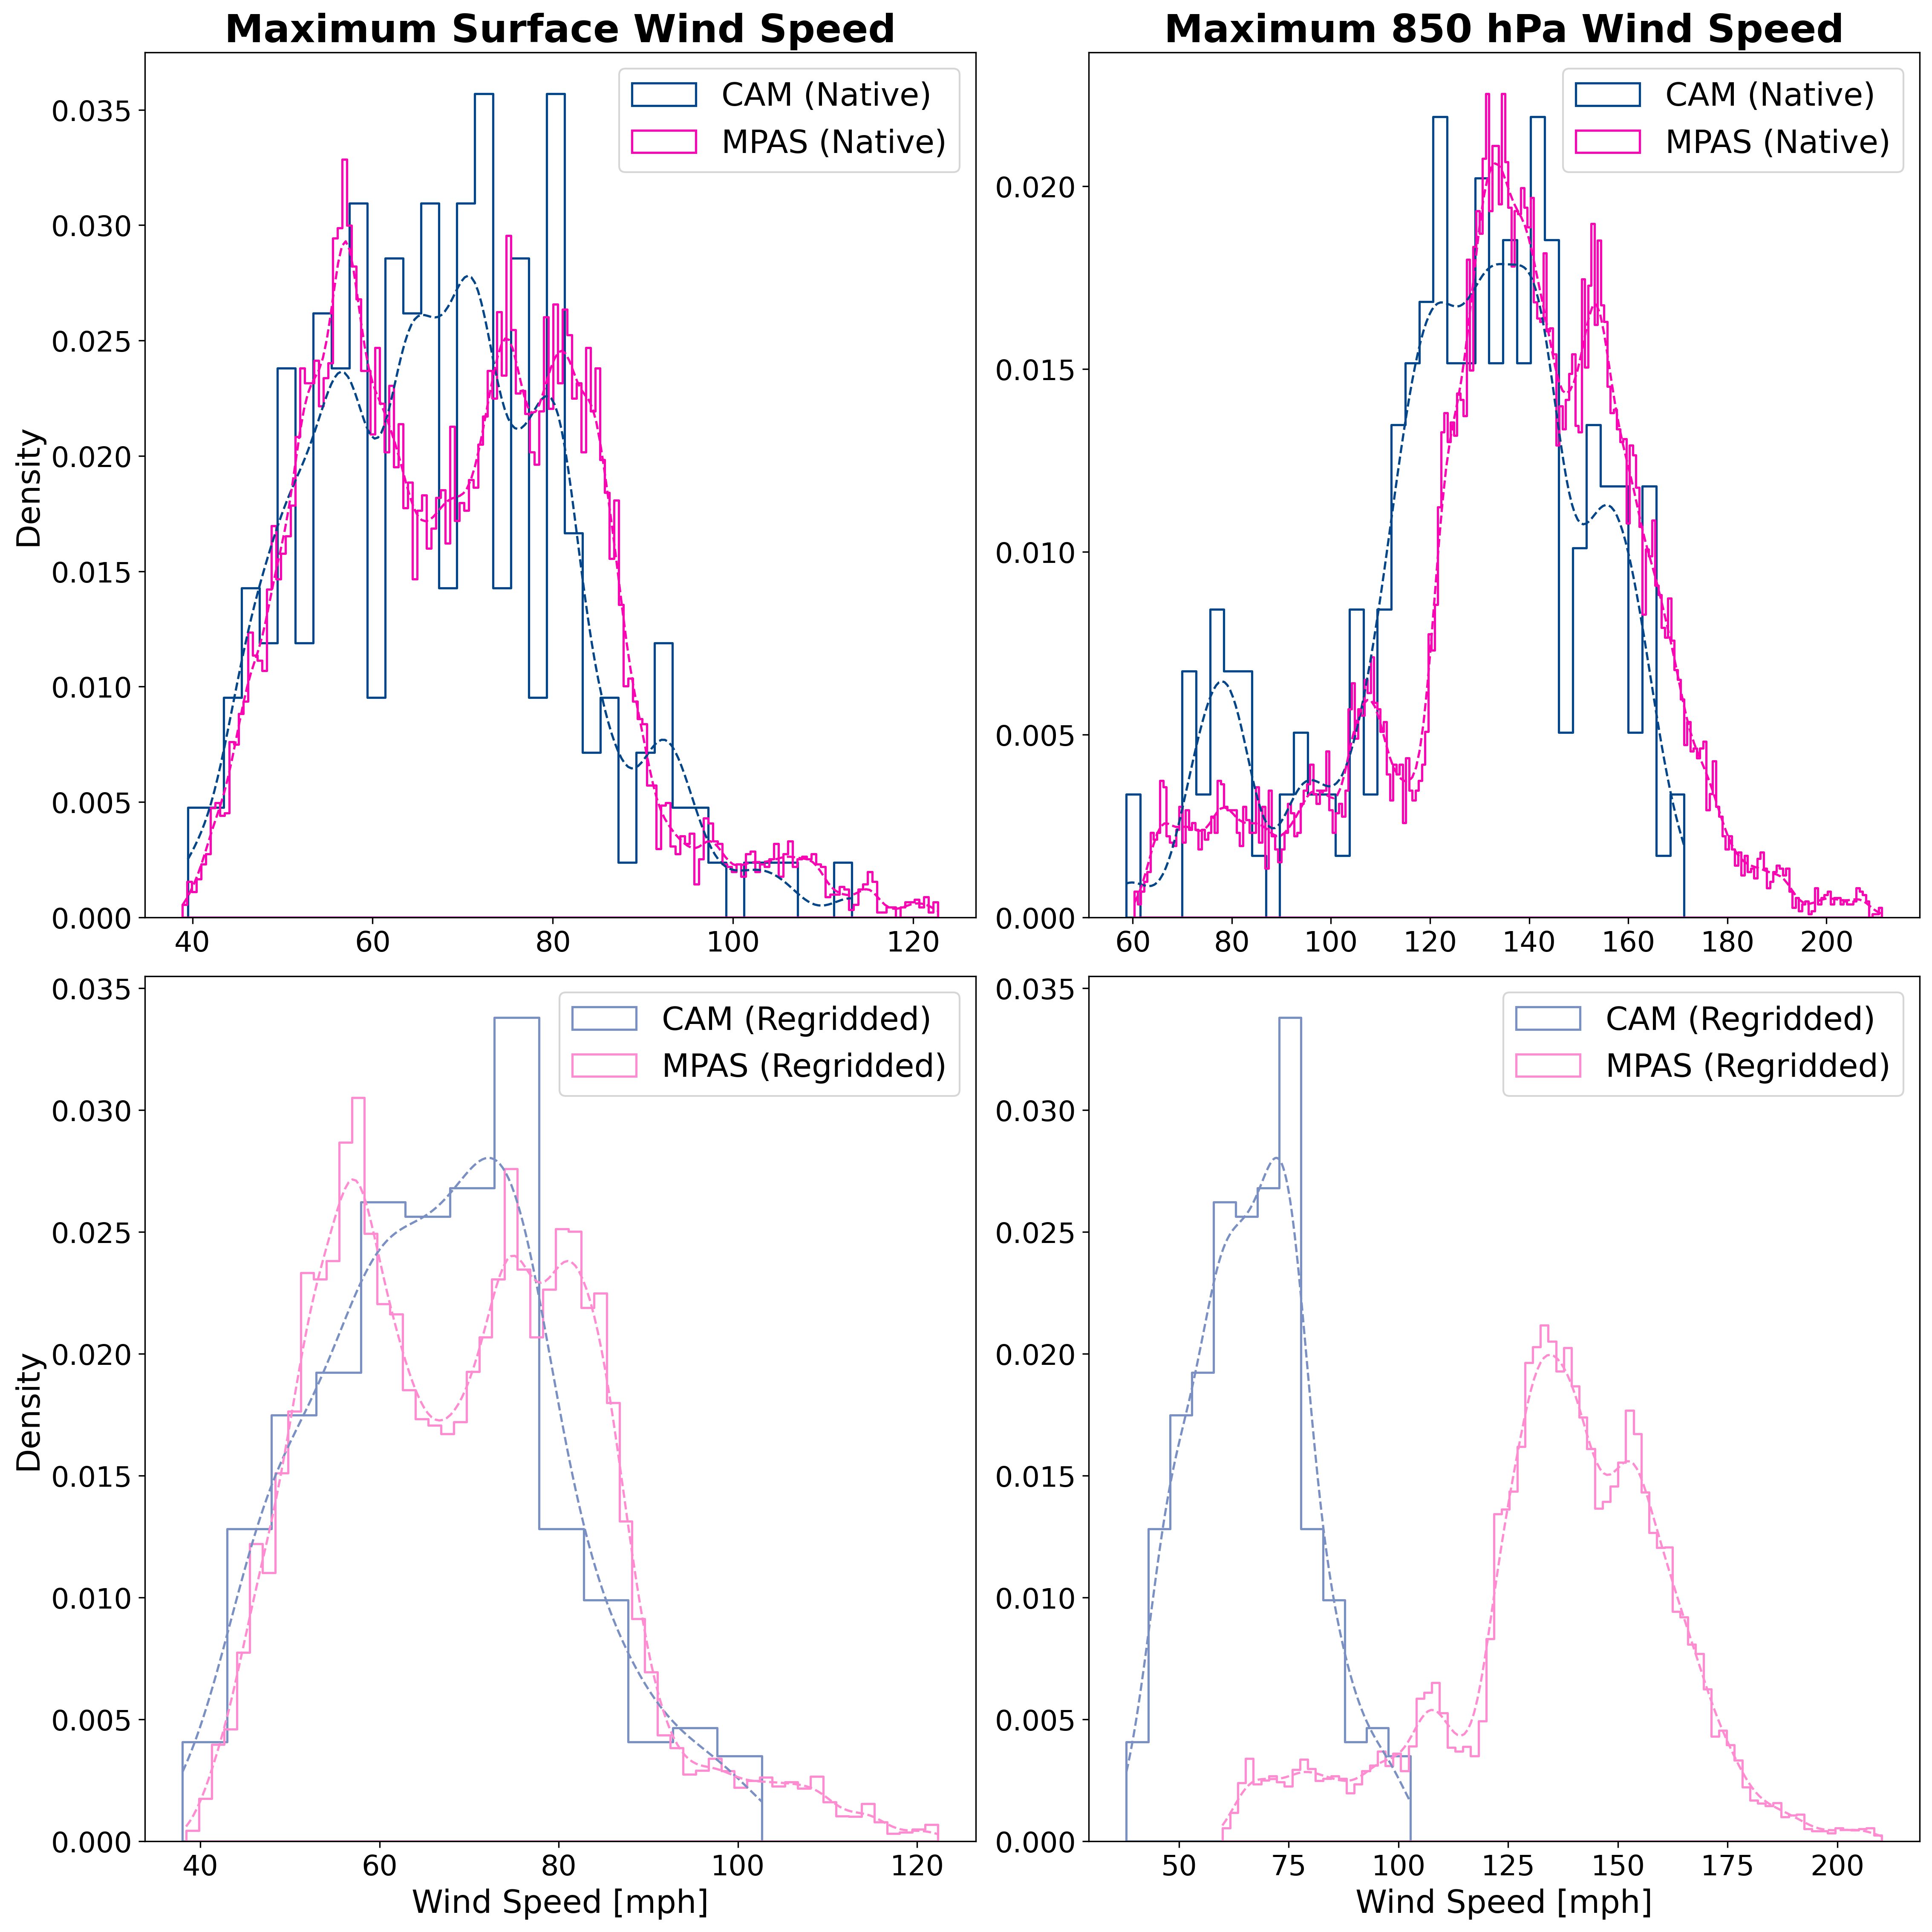 Maximum Surface Wind Speed
CAM (Native)
MPAS (Native)
0.035
0.030
0.025
0.020
0.015
0.010
0.005
0.000
Density
40 60 80 100 120
Maximum 850 hPa Wind Speed
CAM (Native)
MPAS (Native)
0.020
0.015
0.010
0.005
0.000
60 80 100 120 140 160 180 200
CAM (Regridded)
MPAS (Regridded)
0.035
0.030
0.025
0.020
0.015
0.010
0.005
0.000
Density
40 60 80 100 120
Wind Speed [mph]
CAM (Regridded)
MPAS (Regridded)
0.035
0.030
0.025
0.020
0.015
0.010
0.005
0.000
50 75 100 125 150 175 200
Wind Speed [mph]